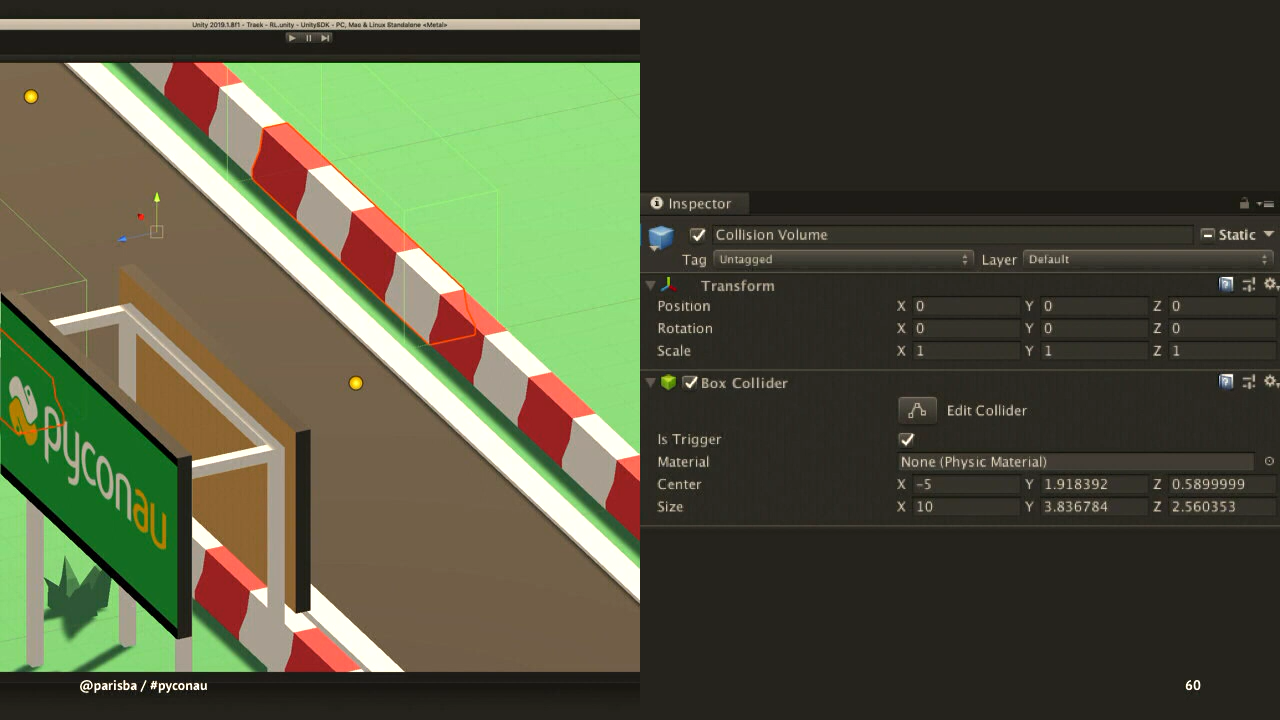 Unity 2019.1.8f1 - Track - RL.unity - UnitySDK - PC, Mac & Linux Standalone <Metal>
pyconau
Inspector
Collision Volume
Static
Tag Untagged
Layer Default
Transform
Position X 0 Y 0 Z 0
Rotation X 0 Y 0 Z 0
Scale X 1 Y 1 Z 1
Box Collider
Edit Collider
Is Trigger
Material None (Physic Material)
Center X -5 Y 1.918392 Z 0.5899999
Size X 10 Y 3.836784 Z 2.560353
@parisba / #pyconau
60